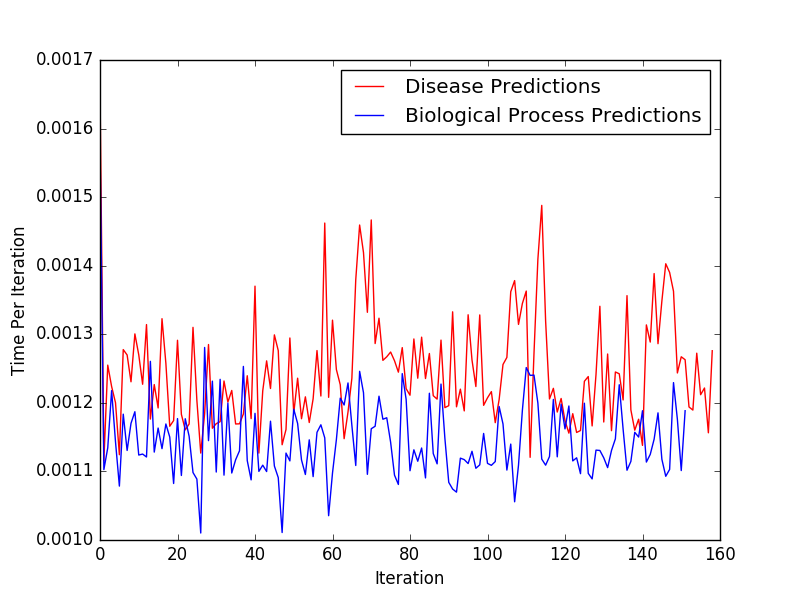 0.0017
0.0016
0.0015
0.0014
0.0013
0.0012
0.0011
0.0010
Time Per Iteration
Disease Predictions
Biological Process Predictions
0 20 40 60 80 100 120 140 160
Iteration